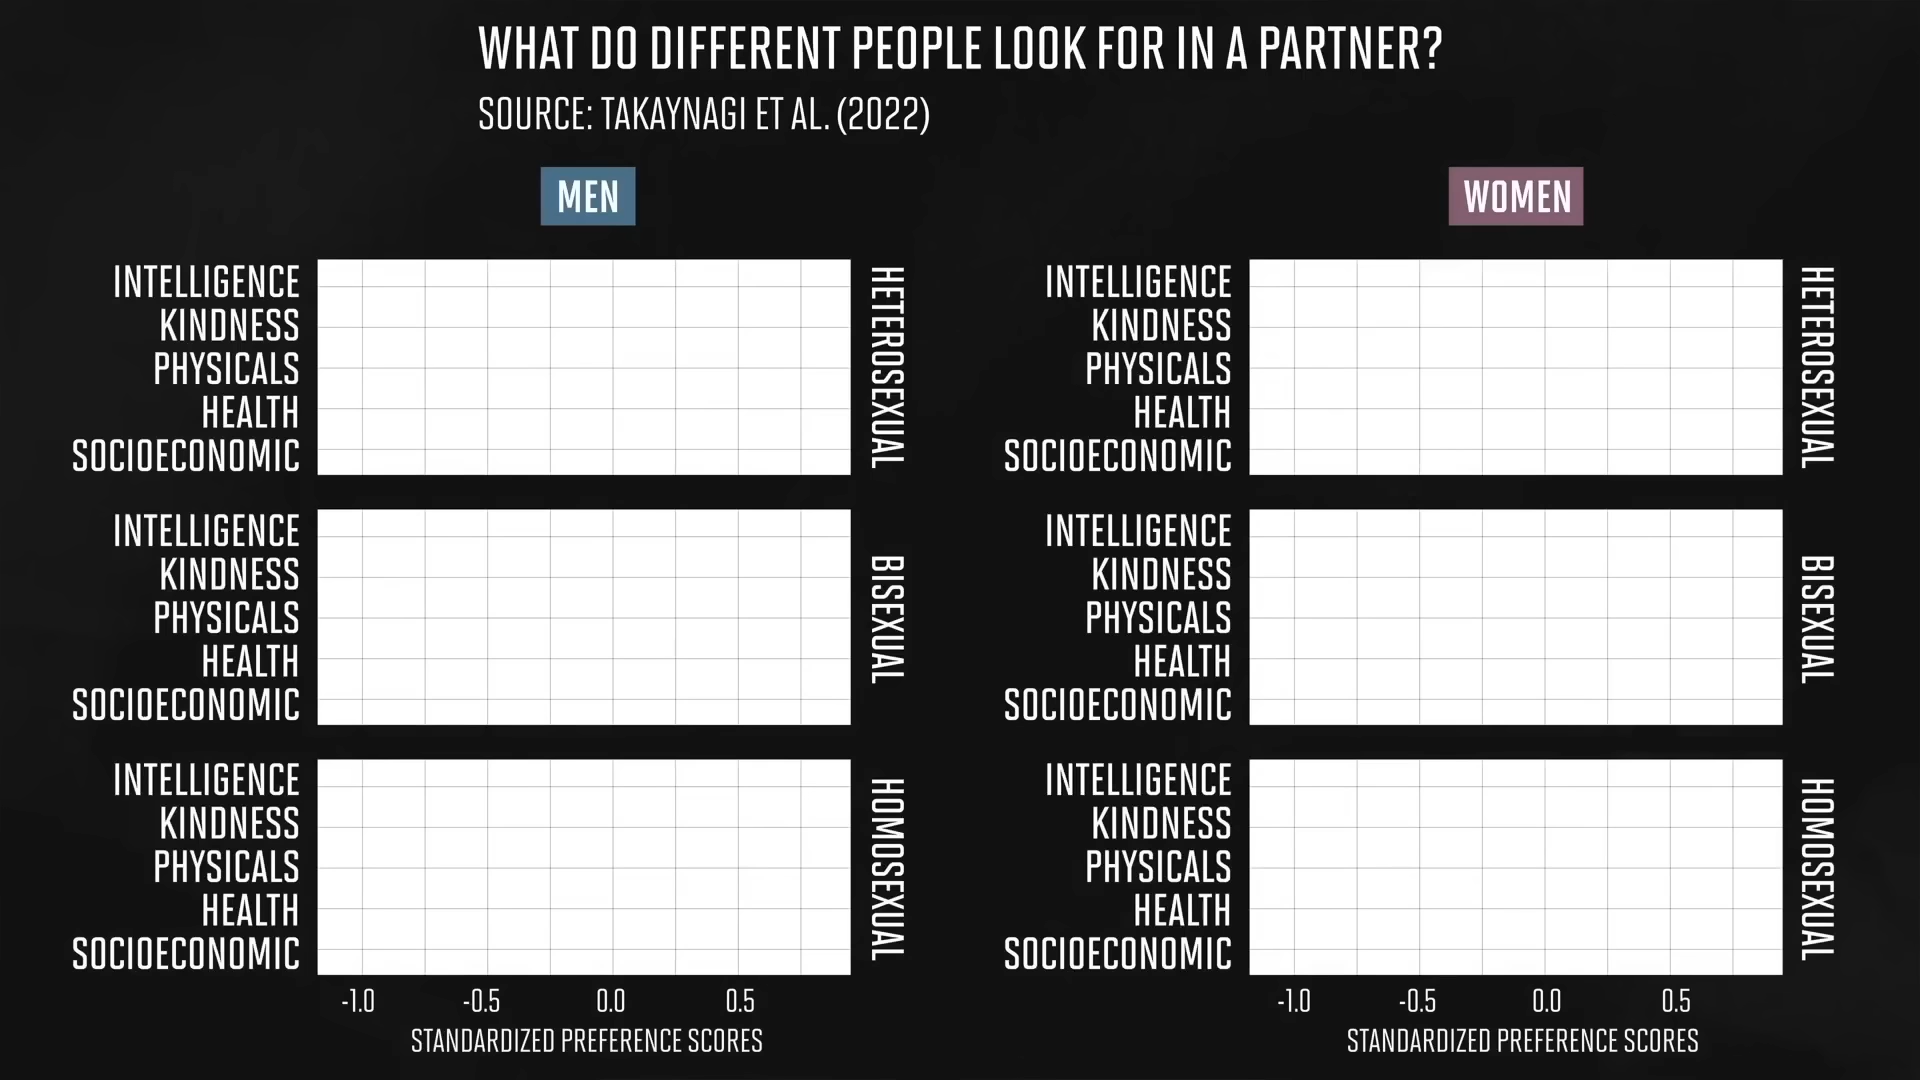 WHAT DO DIFFERENT PEOPLE LOOK FOR IN A PARTNER?
SOURCE: TAKAYNAGI ET AL. (2022)
MEN
INTELLIGENCE
KINDNESS
PHYSICALS
HEALTH
SOCIOECONOMIC
HETEROSEXUAL
INTELLIGENCE
KINDNESS
PHYSICALS
HEALTH
SOCIOECONOMIC
BISEXUAL
INTELLIGENCE
KINDNESS
PHYSICALS
HEALTH
SOCIOECONOMIC
HOMOSEXUAL
-1.0 -0.5 0.0 0.5
STANDARDIZED PREFERENCE SCORES
WOMEN
INTELLIGENCE
KINDNESS
PHYSICALS
HEALTH
SOCIOECONOMIC
HETEROSEXUAL
INTELLIGENCE
KINDNESS
PHYSICALS
HEALTH
SOCIOECONOMIC
BISEXUAL
INTELLIGENCE
KINDNESS
PHYSICALS
HEALTH
SOCIOECONOMIC
HOMOSEXUAL
-1.0 -0.5 0.0 0.5
STANDARDIZED PREFERENCE SCORES